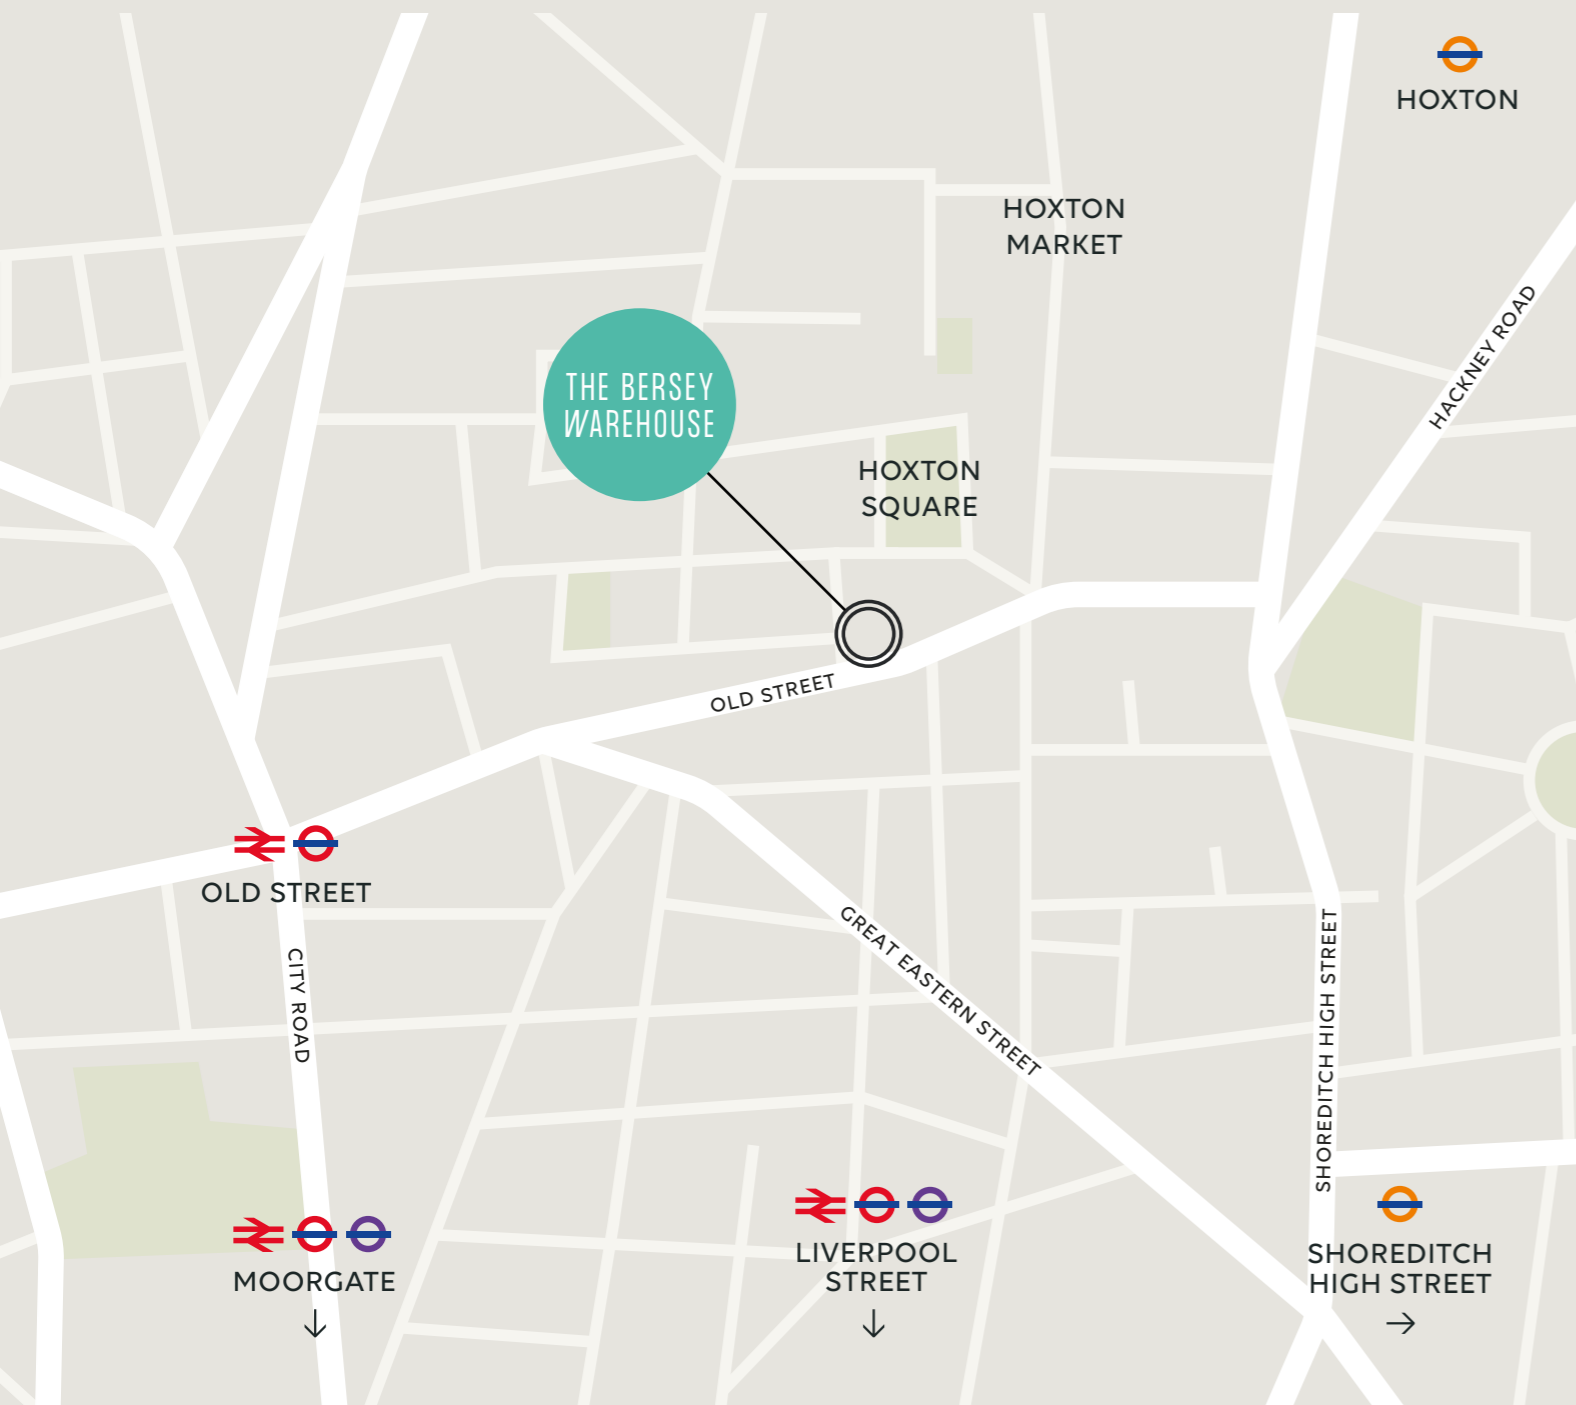 HOXTON
HOXTON
MARKET
HACKNEY ROAD
THE BERSEY
WAREHOUSE
HOXTON
SQUARE
OLD STREET
OLD STREET
CITY ROAD
GREAT EASTERN STREET
SHOREDITCH HIGH STREET
MOORGATE
LIVERPOOL
STREET
SHOREDITCH
HIGH STREET